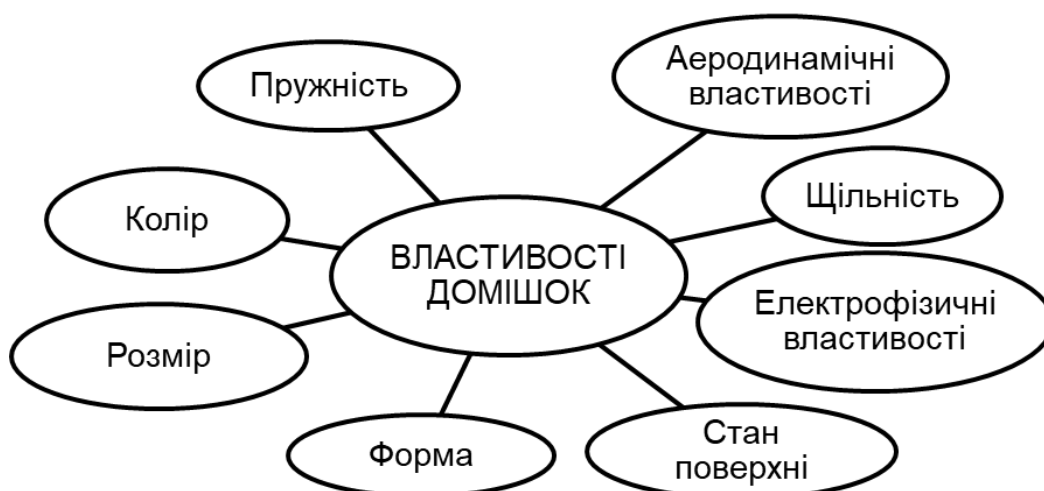 Пружність
Аеродинамічні
властивості
Колір
Щільність
ВЛАСТИВОСТІ
ДОМІШОК
Розмір
Електрофізичні
властивості
Форма
Стан
поверхні